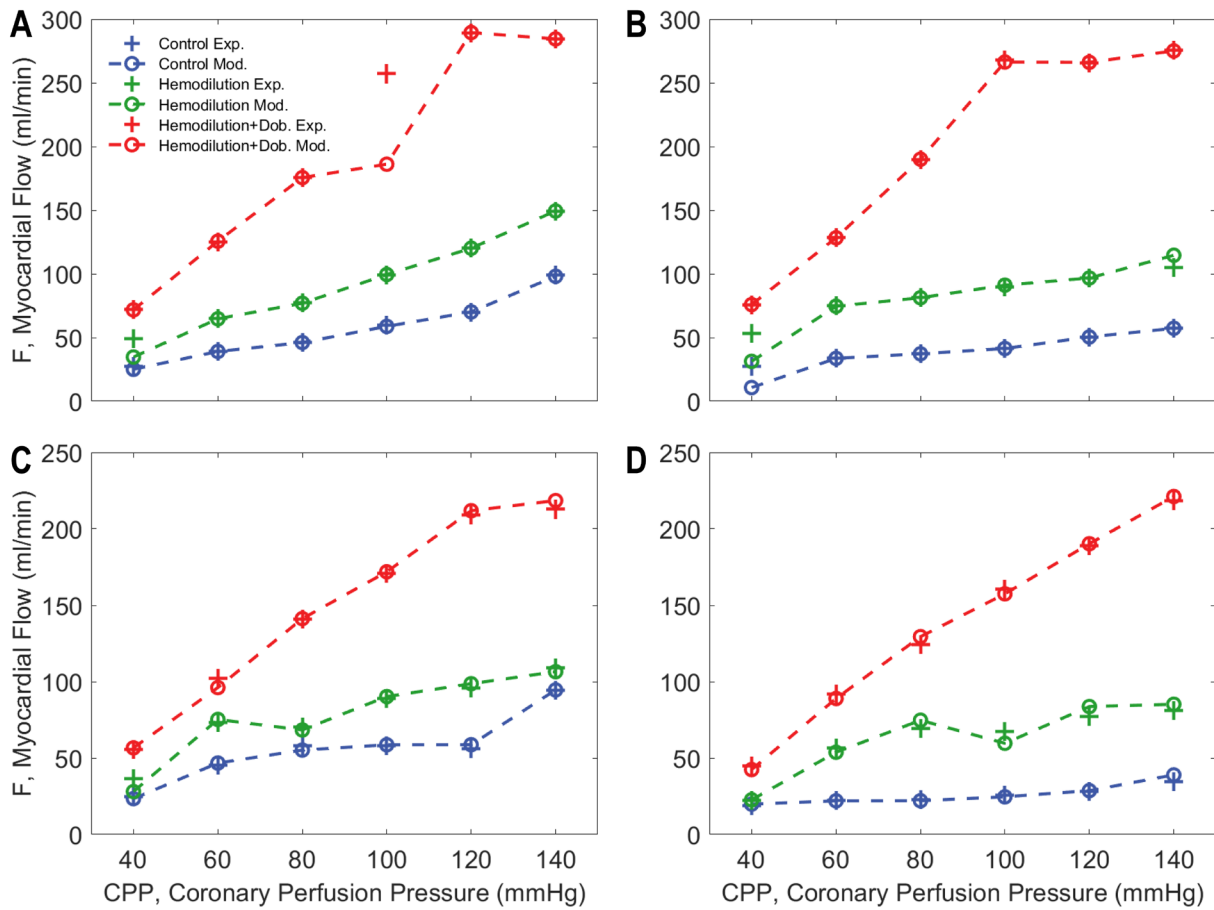 A
F, Myocardial Flow (ml/min)
300
250
200
150
100
50
0
Control Exp.
Control Mod.
Hemodilution Exp.
Hemodilution Mod.
Hemodilution+Dob. Exp.
Hemodilution+Dob. Mod.
B
300
250
200
150
100
50
0
C
F, Myocardial Flow (ml/min)
250
200
150
100
50
0
40 60 80 100 120 140
CPP, Coronary Perfusion Pressure (mmHg)
D
250
200
150
100
50
0
40 60 80 100 120 140
CPP, Coronary Perfusion Pressure (mmHg)